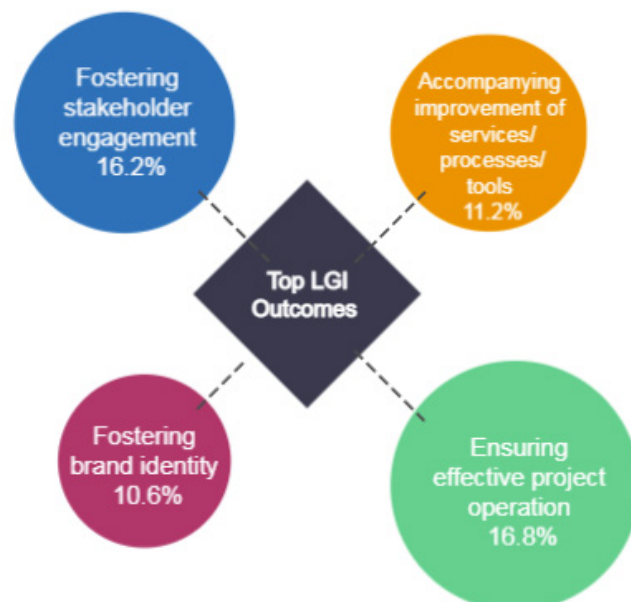 Fostering
stakeholder
engagement
16.2%
Accompanying
improvement of
services/
processes/
tools
11.2%
Top LGI
Outcomes
Fostering
brand identity
10.6%
Ensuring
effective project
operation
16.8%